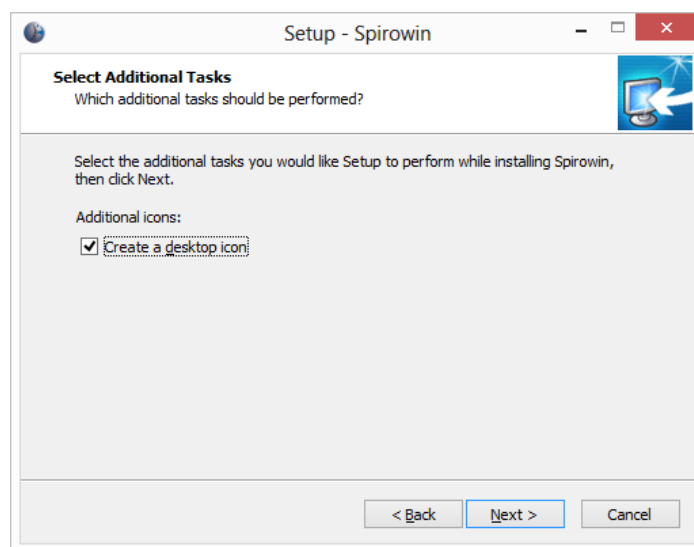 Setup - Spirowin
Select Additional Tasks
Which additional tasks should be performed?
Select the additional tasks you would like Setup to perform while installing Spirowin,
then click Next.
Additional icons:
Create a desktop icon
< Back
Next >
Cancel